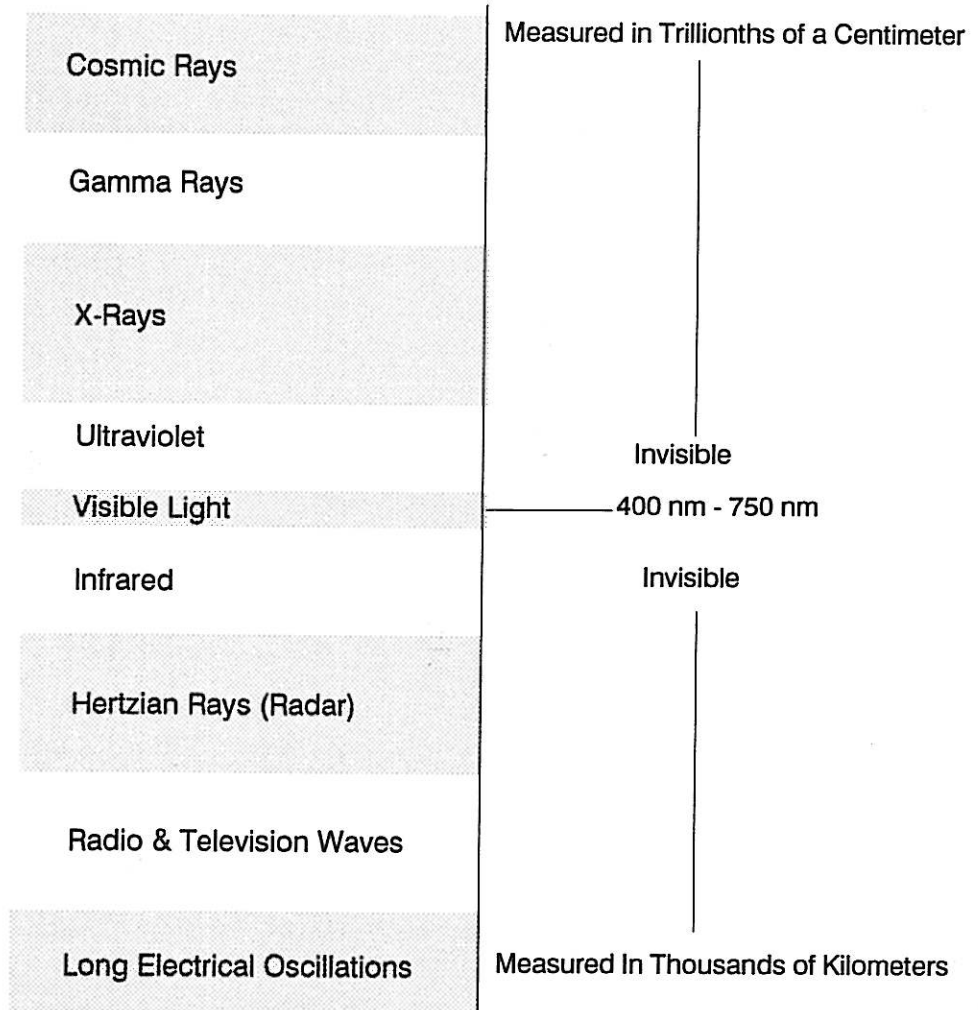 Measured in Trillionths of a Centimeter
Cosmic Rays
Gamma Rays
X-Rays
Ultraviolet
Invisible
Visible Light
400 nm - 750 nm
Infrared
Invisible
Hertzian Rays (Radar)
Radio & Television Waves
Long Electrical Oscillations
Measured In Thousands of Kilometers